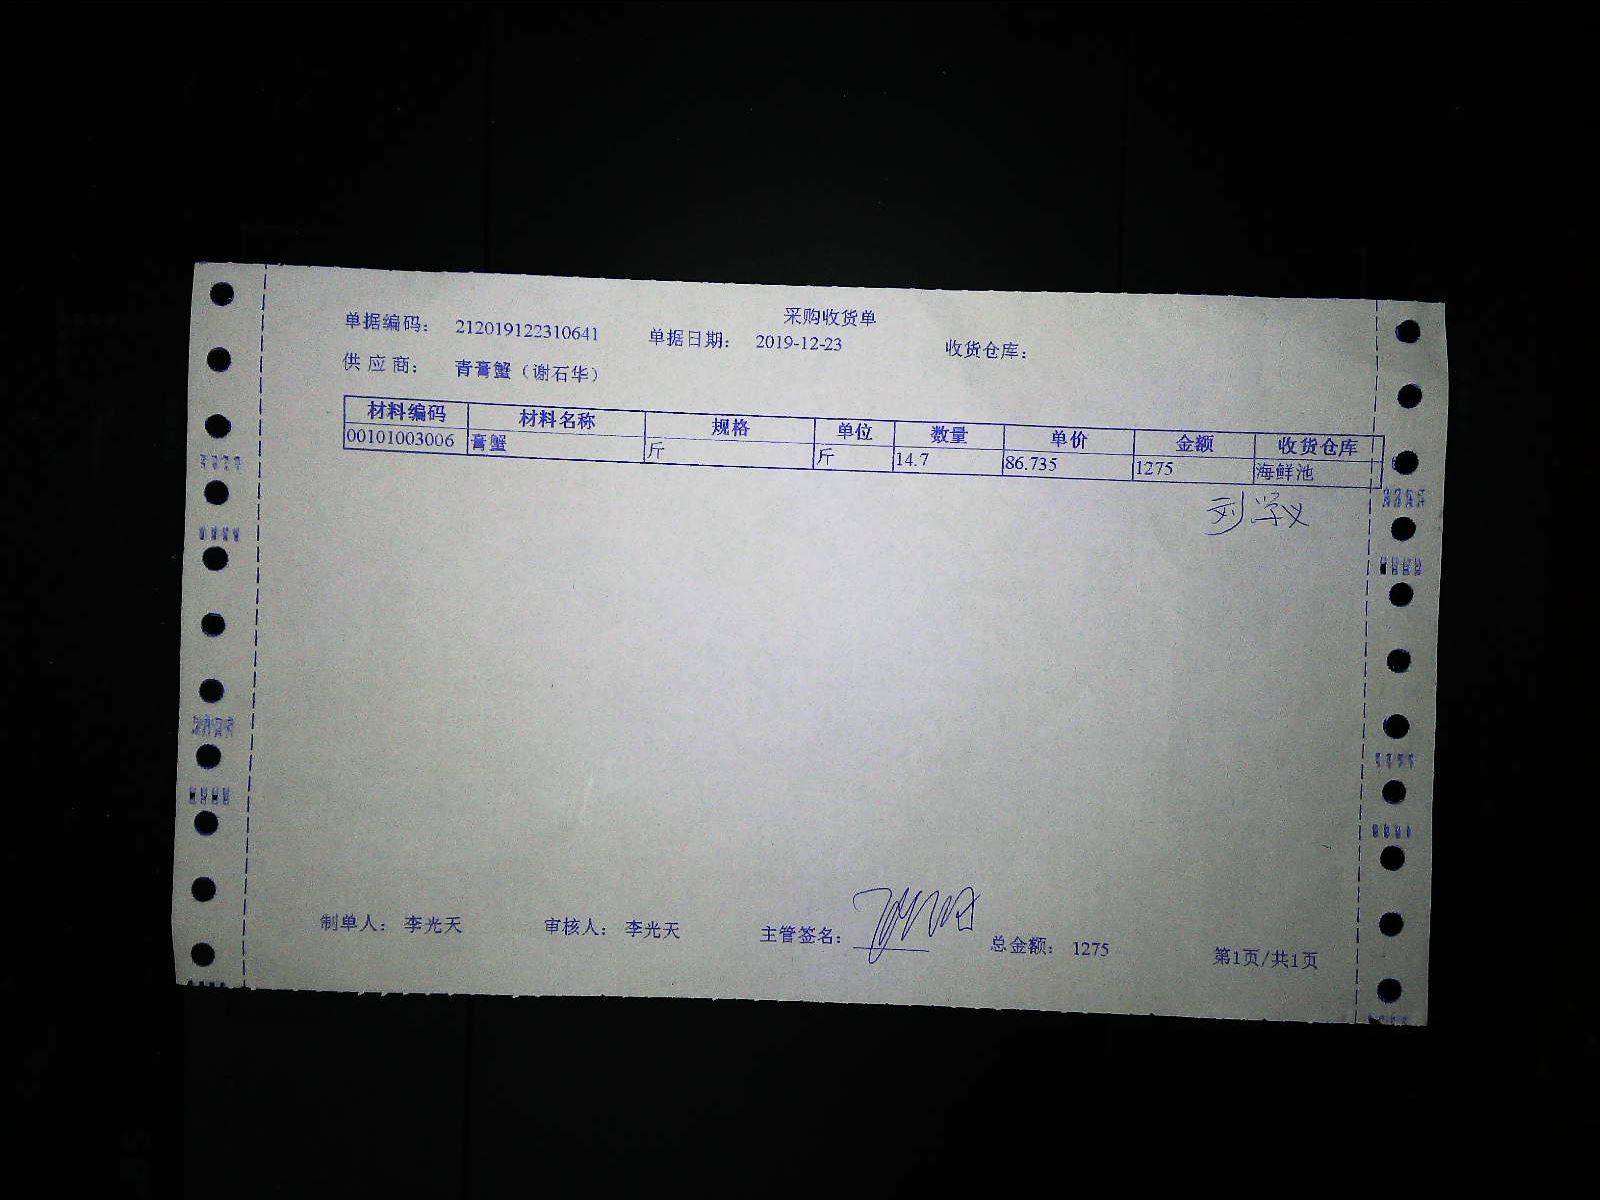 采购收货单
单据编码： 212019122310641 单据日期： 2019-12-23 收货仓库：
供 应 商： 青膏蟹（谢石华）
材料编码 材料名称 规格 单位 数量 单价 金额 收货仓库
00101003006 膏蟹 斤 斤 14.7 86.735 1275 海鲜池
刘学义
制单人： 李光天 审核人： 李光天 主管签名： 总金额： 1275 第1页/共1页